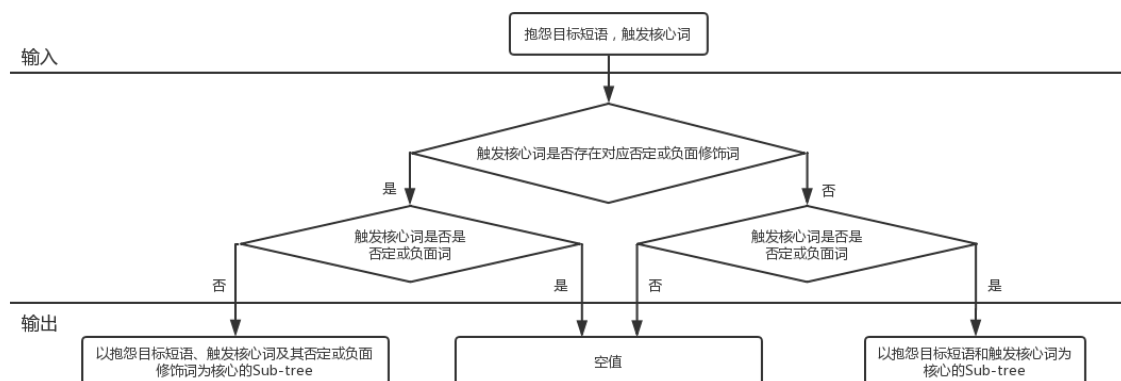 抱怨目标短语，触发核心词
输入
触发核心词是否存在对应否定或负面修饰词
是
否
触发核心词是否是
否定或负面词
触发核心词是否是
否定或负面词
否
是
否
是
输出
以抱怨目标短语、触发核心词及其否定或负面
修饰词为核心的Sub-tree
空值
以抱怨目标短语和触发核心词为
核心的Sub-tree